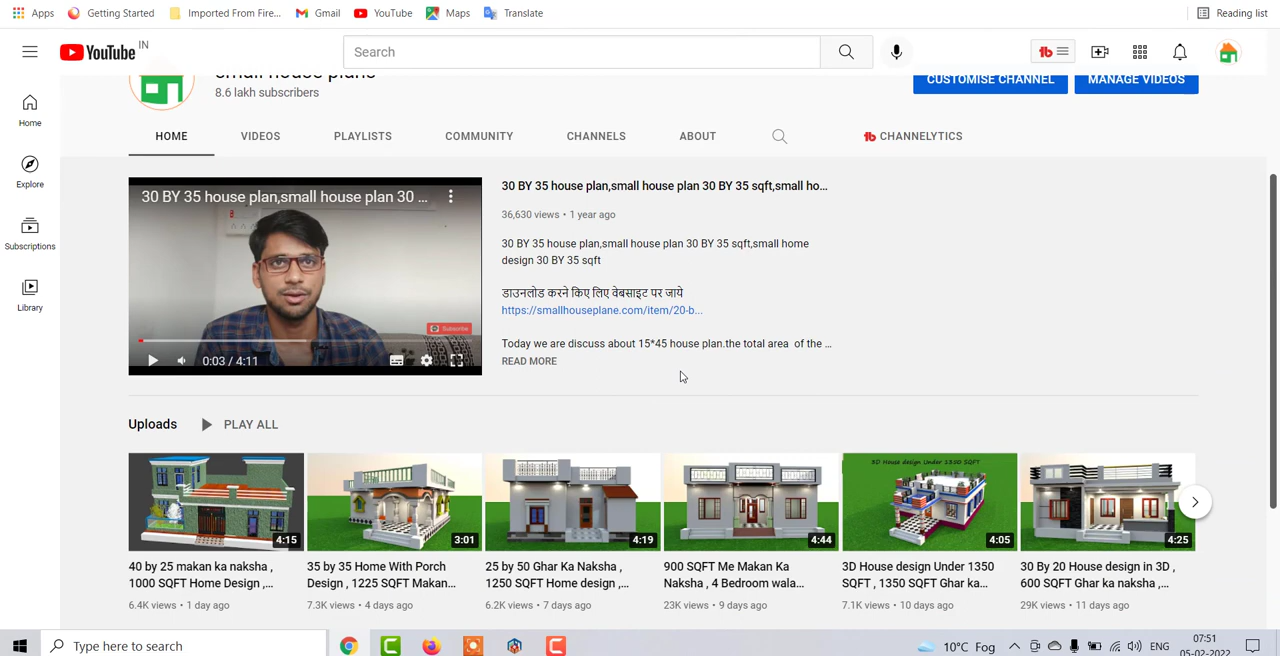 Apps Getting Started Imported From Fire... Gmail YouTube Maps Translate Reading list
YouTube IN Search
small house plans
8.6 lakh subscribers
CUSTOMISE CHANNEL MANAGE VIDEOS
HOME VIDEOS PLAYLISTS COMMUNITY CHANNELS ABOUT CHANNELYTICS
Home
Explore
Subscriptions
Library
30 BY 35 house plan,small house plan 30 ...
Subscribe
0:03 / 4:11
30 BY 35 house plan,small house plan 30 BY 35 sqft,small ho...
36,630 views • 1 year ago
30 BY 35 house plan,small house plan 30 BY 35 sqft,small home
design 30 BY 35 sqft
डाउनलोड करने किए लिए वेबसाइट पर जाये
https://smallhouseplane.com/item/20-b...
Today we are discuss about 15*45 house plan.the total area of the ...
READ MORE
Uploads PLAY ALL
3D House design Under 1350 SQFT
4:15 3:01 4:19 4:44 4:05 4:25
40 by 25 makan ka naksha ,
1000 SQFT Home Design ,...
6.4K views • 1 day ago
35 by 35 Home With Porch
Design , 1225 SQFT Makan...
7.3K views • 4 days ago
25 by 50 Ghar Ka Naksha ,
1250 SQFT Home design ,...
6.2K views • 7 days ago
900 SQFT Me Makan Ka
Naksha , 4 Bedroom wala...
23K views • 9 days ago
3D House design Under 1350
SQFT , 1350 SQFT Ghar ka...
7.1K views • 10 days ago
30 By 20 House design in 3D ,
600 SQFT Ghar ka naksha ,...
29K views • 11 days ago
Type here to search
10°C Fog ENG
07:51
05-02-2022